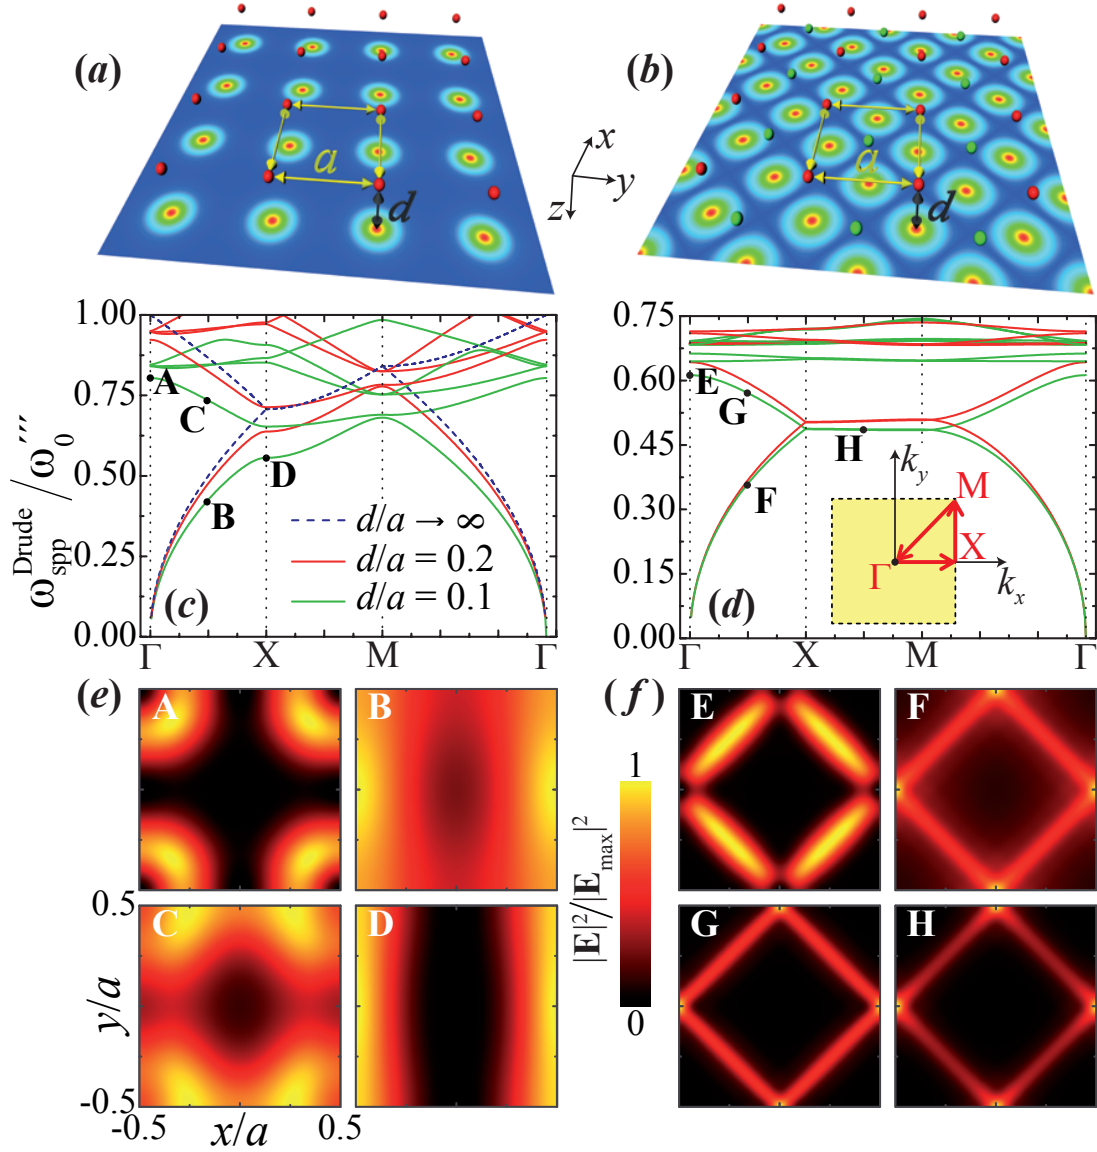 (a)
a
d
x
y
z
(b)
a
d
ω_spp^Drude / ω_0'''
1.00
0.75
0.50
0.25
0.00
A
C
B
D
d/a → ∞
d/a = 0.2
d/a = 0.1
(c)
Γ X M Γ
0.75
0.60
0.45
0.30
0.15
0.00
E
G
H
F
k_y
M
X
Γ
k_x
(d)
Γ X M Γ
(e)
A
B
C
D
0.5
y/a
-0.5
-0.5 x/a 0.5
1
|E|²/|E_max|²
0
(f)
E
F
G
H